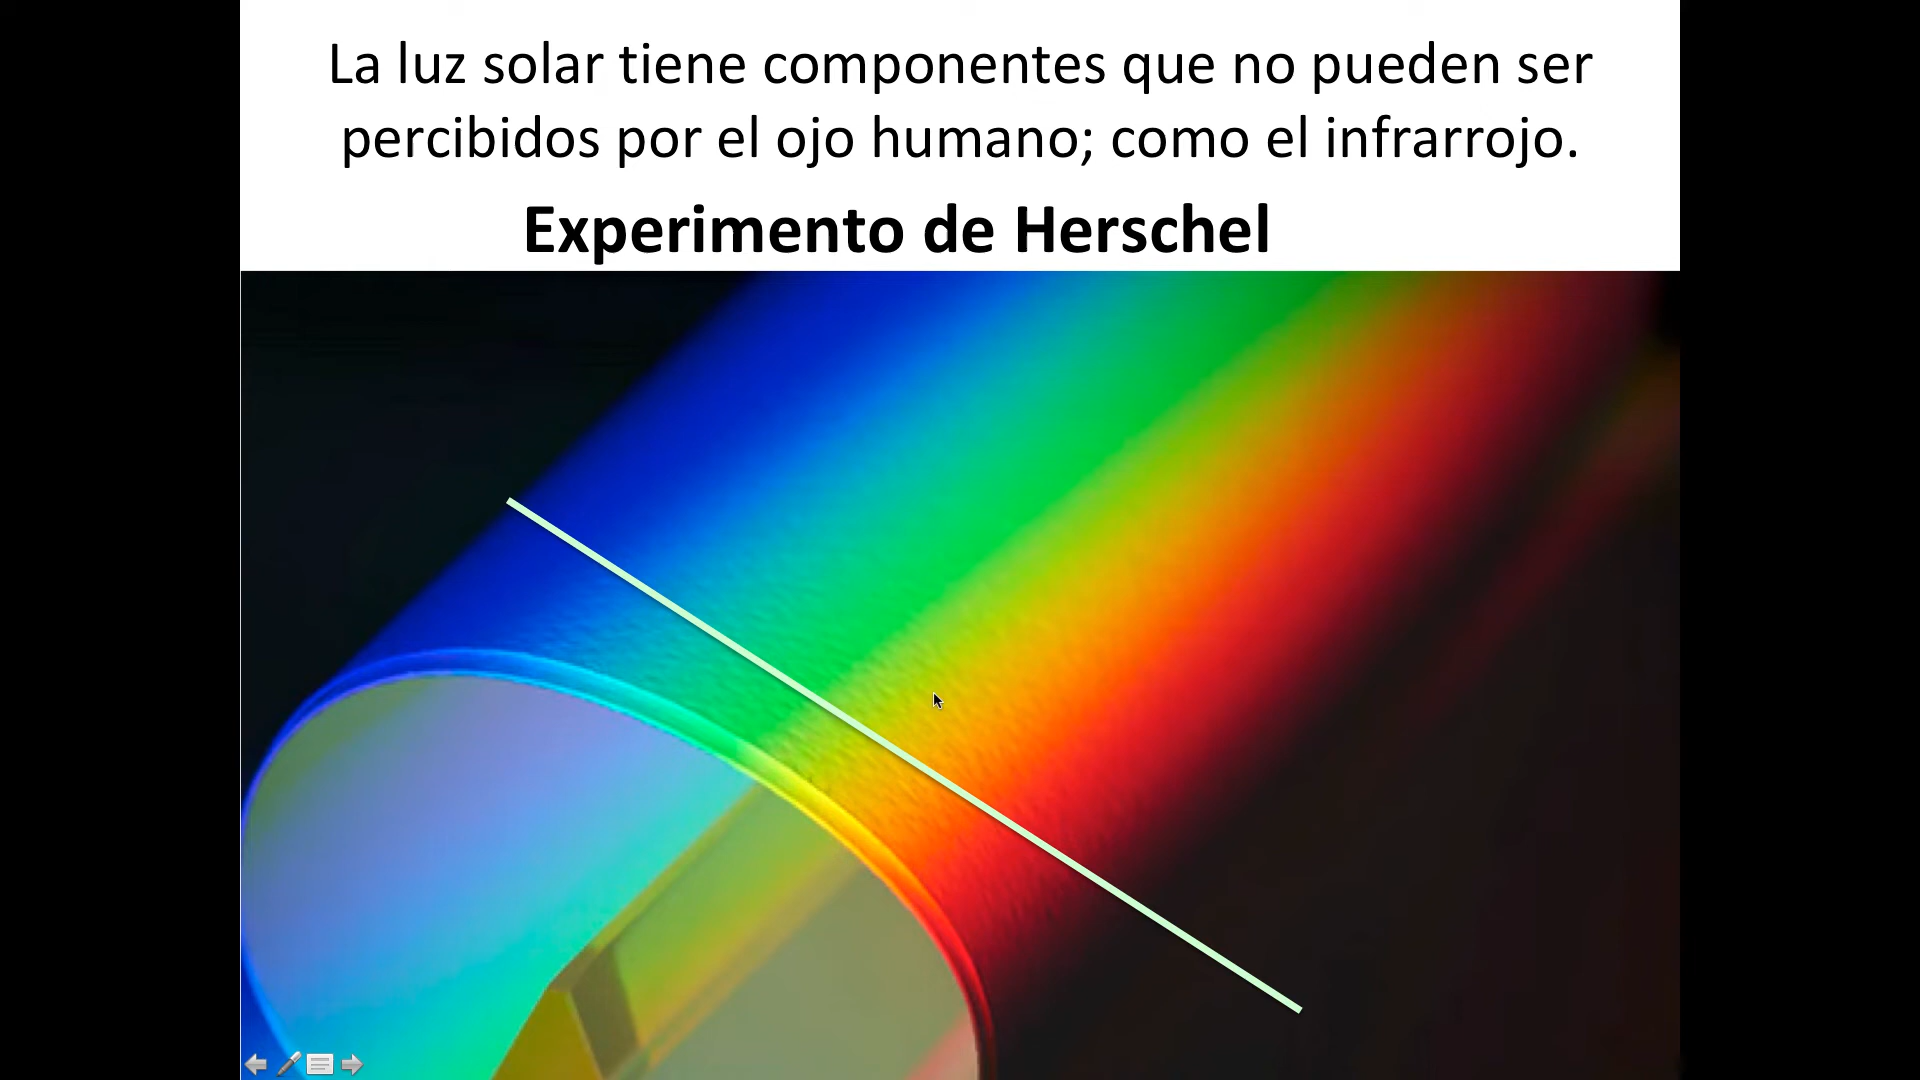 La luz solar tiene componentes que no pueden ser
percibidos por el ojo humano; como el infrarrojo.
Experimento de Herschel